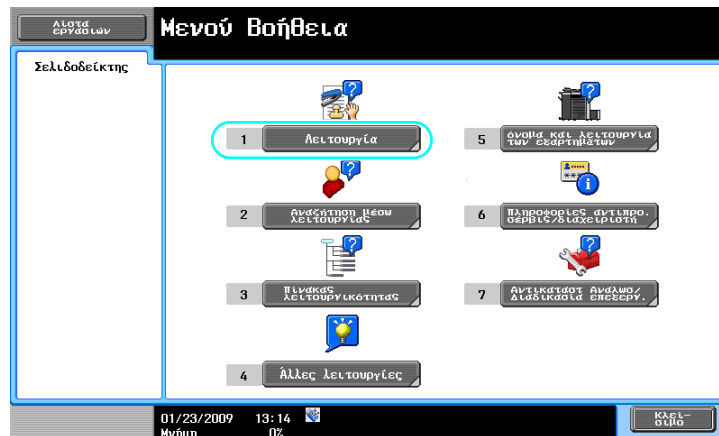 Λίστα
εργασιών
Μενού Βοήθεια
Σελιδοδείκτης
1 Λειτουργία
5 όνομα και λειτουργία
των εξαρτημάτων
2 Αναζήτηση μέσω
λειτουργίας
6 Πληροφορίες αντιπρο.
σέρβις/διαχειριστή
3 Πίνακας
λειτουργικότητας
7 Αντικαταστ Αναλωσ/
Διαδικασία επεξεργ.
4 Άλλες λειτουργίες
01/23/2009 13:14
Μνήμη 0%
Κλεί-
σιμο